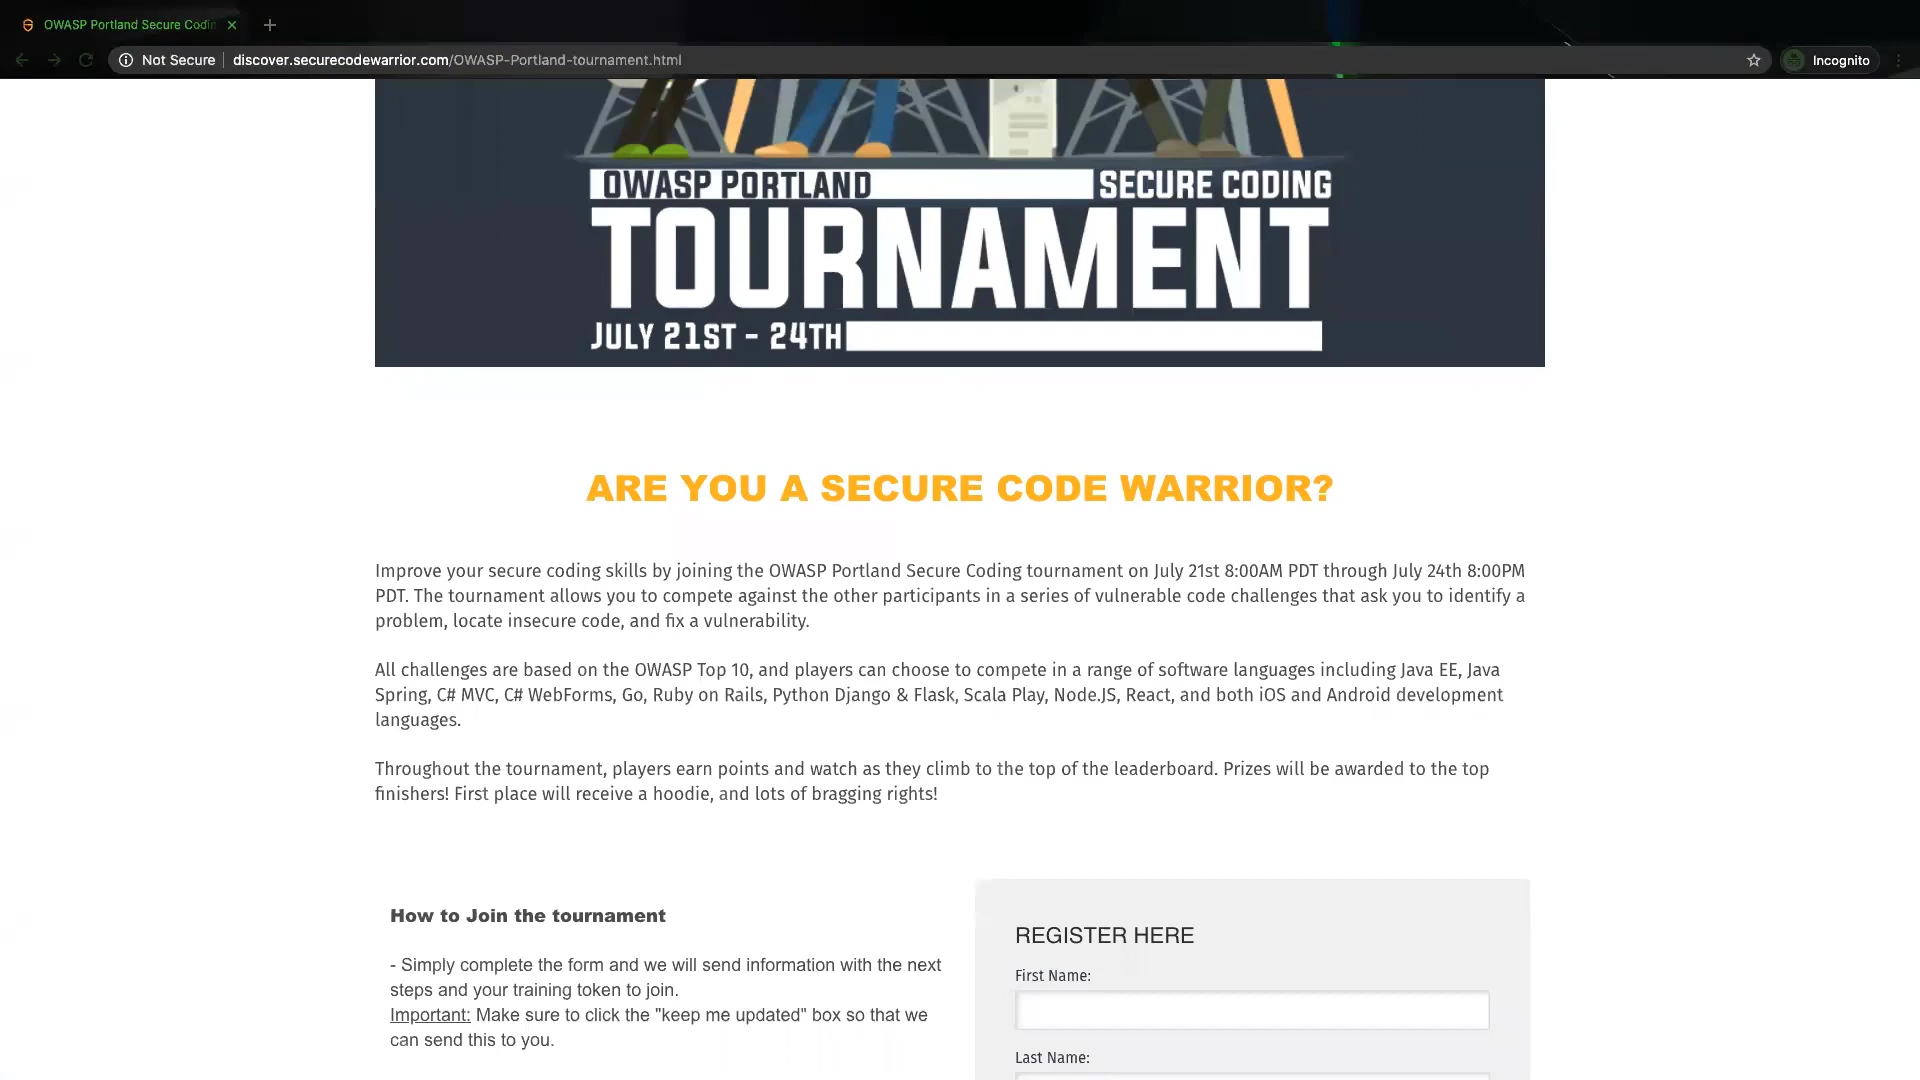 OWASP Portland Secure Codin
Not Secure
discover.securecodewarrior.com/OWASP-Portland-tournament.html
Incognito
OWASP PORTLAND SECURE CODING
TOURNAMENT
JULY 21ST - 24TH
ARE YOU A SECURE CODE WARRIOR?
Improve your secure coding skills by joining the OWASP Portland Secure Coding tournament on July 21st 8:00AM PDT through July 24th 8:00PM
PDT. The tournament allows you to compete against the other participants in a series of vulnerable code challenges that ask you to identify a
problem, locate insecure code, and fix a vulnerability.
All challenges are based on the OWASP Top 10, and players can choose to compete in a range of software languages including Java EE, Java
Spring, C# MVC, C# WebForms, Go, Ruby on Rails, Python Django & Flask, Scala Play, Node.JS, React, and both iOS and Android development
languages.
Throughout the tournament, players earn points and watch as they climb to the top of the leaderboard. Prizes will be awarded to the top
finishers! First place will receive a hoodie, and lots of bragging rights!
How to Join the tournament
- Simply complete the form and we will send information with the next
steps and your training token to join.
Important: Make sure to click the "keep me updated" box so that we
can send this to you.
REGISTER HERE
First Name:
Last Name: